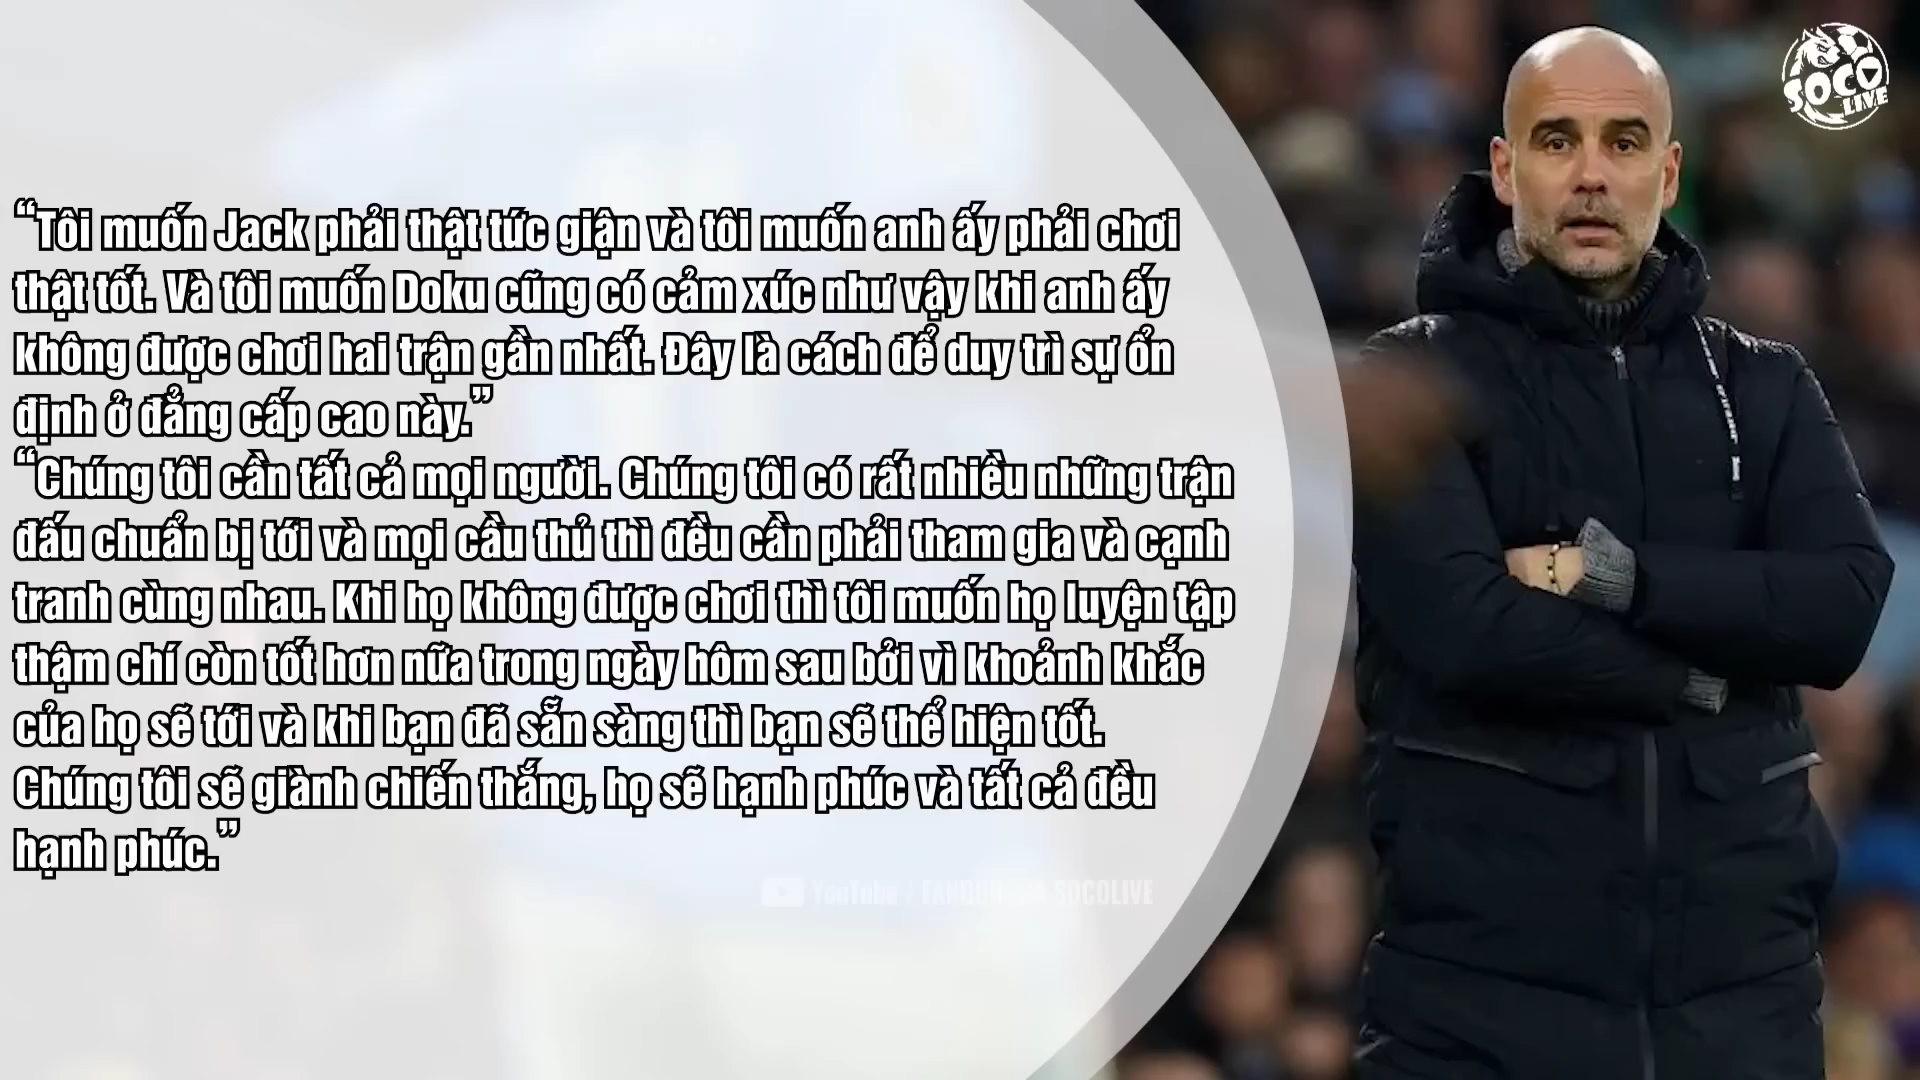 “Tôi muốn Jack phải thật tức giận và tôi muốn anh ấy phải chơi
thật tốt. Và tôi muốn Doku cũng có cảm xúc như vậy khi anh ấy
không được chơi hai trận gần nhất. Đây là cách để duy trì sự ổn
định ở đẳng cấp cao này.”
“Chúng tôi cần tất cả mọi người. Chúng tôi có rất nhiều những trận
đấu chuẩn bị tới và mọi cầu thủ thì đều cần phải tham gia và cạnh
tranh cùng nhau. Khi họ không được chơi thì tôi muốn họ luyện tập
thậm chí còn tốt hơn nữa trong ngày hôm sau bởi vì khoảnh khắc
của họ sẽ tới và khi bạn đã sẵn sàng thì bạn sẽ thể hiện tốt.
Chúng tôi sẽ giành chiến thắng, họ sẽ hạnh phúc và tất cả đều
hạnh phúc.”
YouTube / SOCOLIVE
SOCO
LIVE